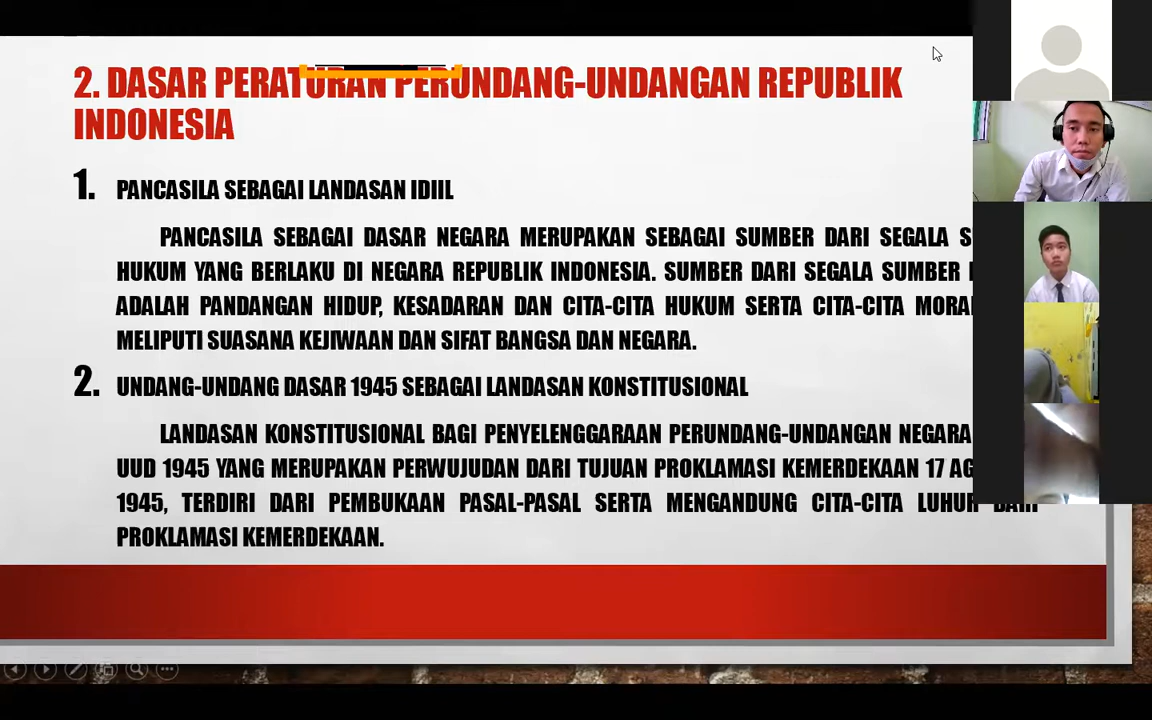 2. DASAR PERATURAN PERUNDANG-UNDANGAN REPUBLIK
INDONESIA
1. PANCASILA SEBAGAI LANDASAN IDIIL
PANCASILA SEBAGAI DASAR NEGARA MERUPAKAN SEBAGAI SUMBER DARI SEGALA
HUKUM YANG BERLAKU DI NEGARA REPUBLIK INDONESIA. SUMBER DARI SEGALA SUMBER
ADALAH PANDANGAN HIDUP, KESADARAN DAN CITA-CITA HUKUM SERTA CITA-CITA
MELIPUTI SUASANA KEJIWAAN DAN SIFAT BANGSA DAN NEGARA.
2. UNDANG-UNDANG DASAR 1945 SEBAGAI LANDASAN KONSTITUSIONAL
LANDASAN KONSTITUSIONAL BAGI PENYELENGGARAAN PERUNDANG-UNDANGAN NEGARA
UUD 1945 YANG MERUPAKAN PERWUJUDAN DARI TUJUAN PROKLAMASI KEMERDEKAAN 17
1945, TERDIRI DARI PEMBUKAAN PASAL-PASAL SERTA MENGANDUNG CITA-CITA LUHUR DARI
PROKLAMASI KEMERDEKAAN.